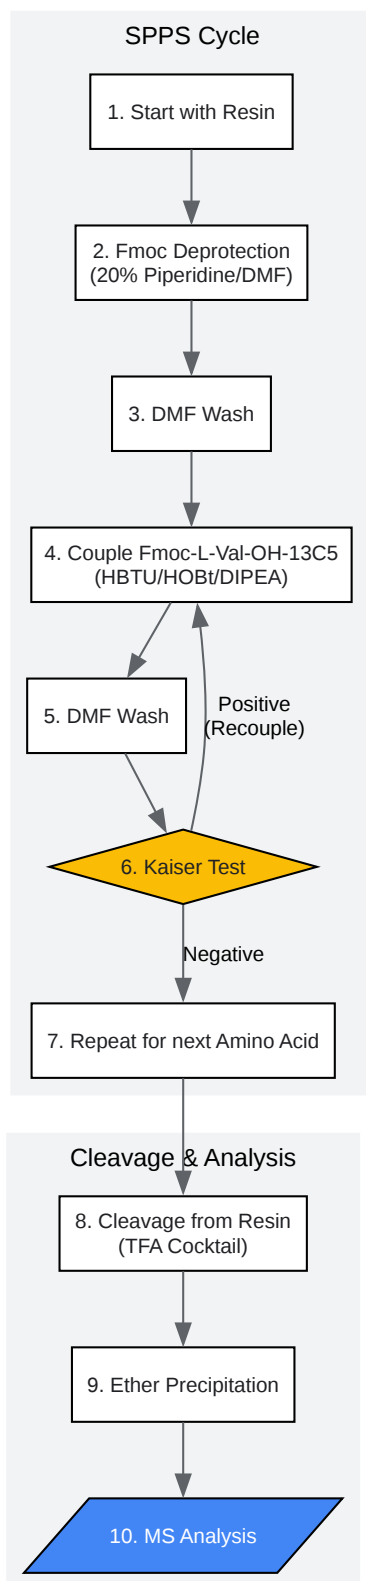 SPPS Cycle
1. Start with Resin
2. Fmoc Deprotection
(20% Piperidine/DMF)
3. DMF Wash
4. Couple Fmoc-L-Val-OH-13C5
(HBTU/HOBt/DIPEA)
5. DMF Wash
Positive
(Recouple)
6. Kaiser Test
Negative
7. Repeat for next Amino Acid
Cleavage & Analysis
8. Cleavage from Resin
(TFA Cocktail)
9. Ether Precipitation
10. MS Analysis